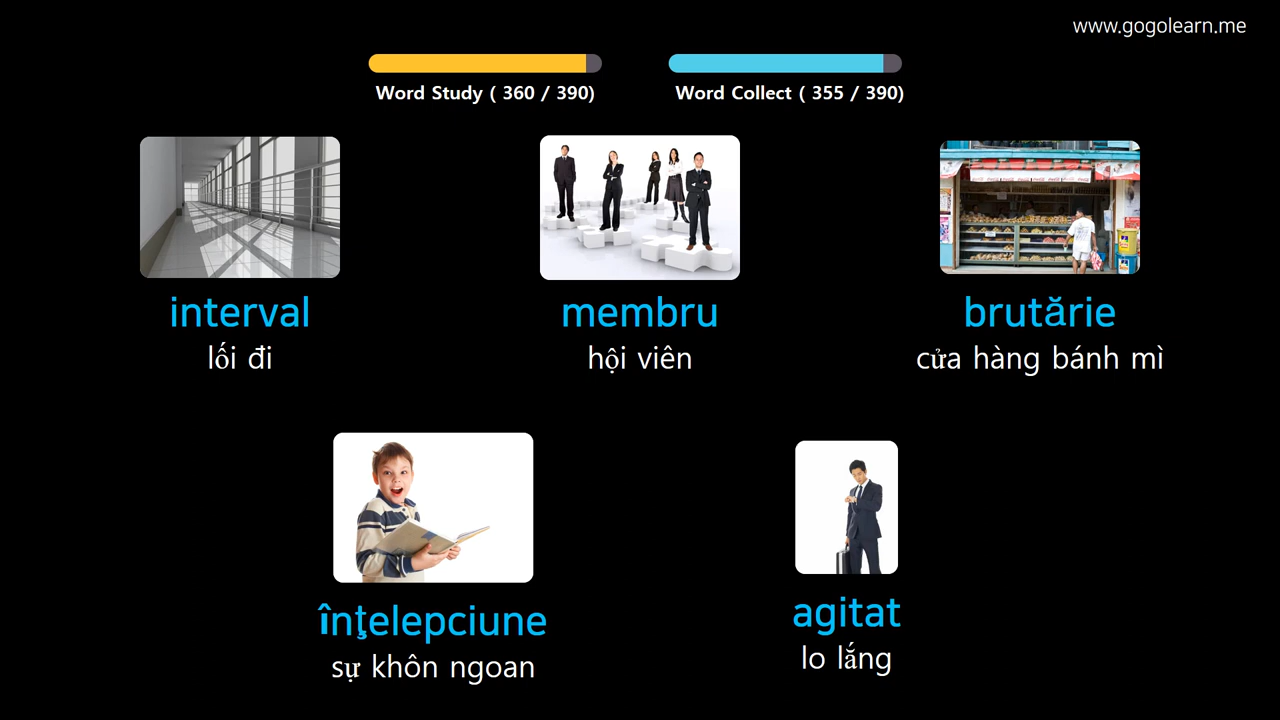 www.gogolearn.me
Word Study ( 360 / 390)
Word Collect ( 355 / 390)
interval
lối đi
membru
hội viên
brutărie
cửa hàng bánh mì
înţelepciune
sự khôn ngoan
agitat
lo lắng